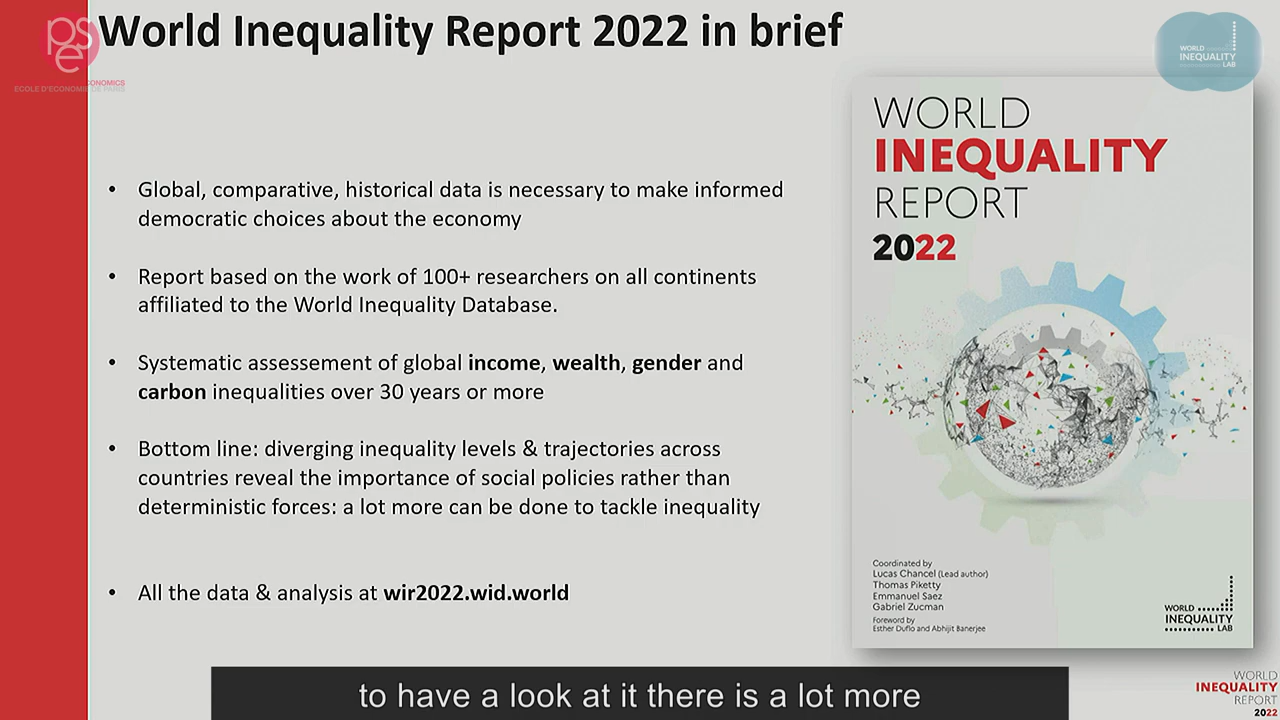 World Inequality Report 2022 in brief
pse
ECONOMICS
ECOLE D'ECONOMIE DE PARIS
WORLD
INEQUALITY
LAB
• Global, comparative, historical data is necessary to make informed
democratic choices about the economy
• Report based on the work of 100+ researchers on all continents
affiliated to the World Inequality Database.
• Systematic assessment of global income, wealth, gender and
carbon inequalities over 30 years or more
• Bottom line: diverging inequality levels & trajectories across
countries reveal the importance of social policies rather than
deterministic forces: a lot more can be done to tackle inequality
• All the data & analysis at wir2022.wid.world
WORLD
INEQUALITY
REPORT
2022
Coordinated by
Lucas Chancel (Lead author)
Thomas Piketty
Emmanuel Saez
Gabriel Zucman
Foreword by
Esther Duflo and Abhijit Banerjee
WORLD
INEQUALITY
LAB
to have a look at it there is a lot more
WORLD
INEQUALITY
REPORT
2022